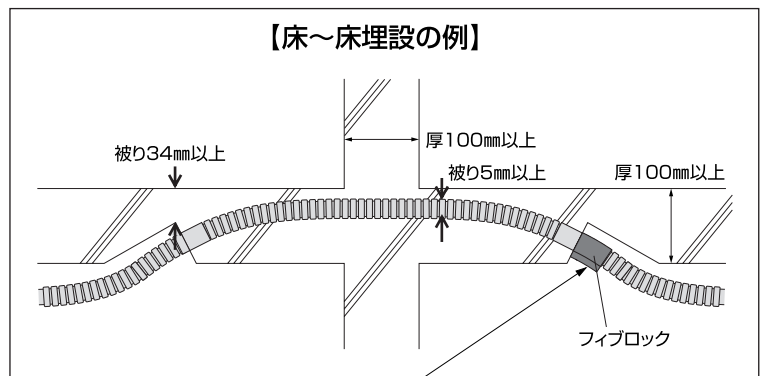 【床〜床埋設の例】
厚100㎜以上
被り34㎜以上
被り5㎜以上
厚100㎜以上
フィブロック